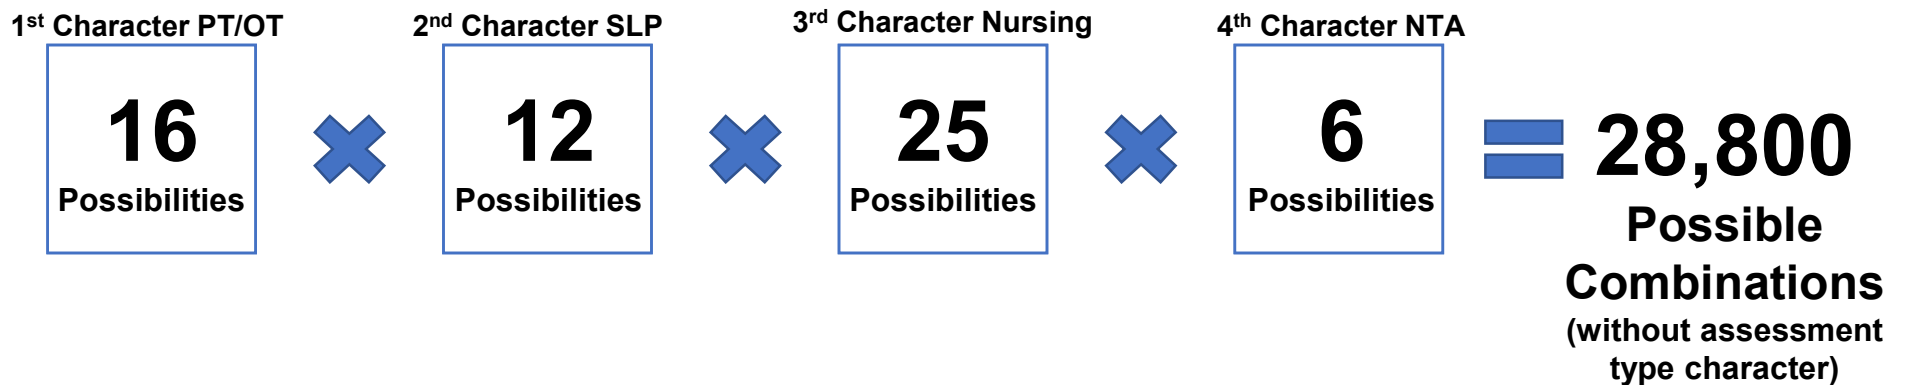 1st Character PT/OT
16
Possibilities
2nd Character SLP
12
Possibilities
3rd Character Nursing
25
Possibilities
4th Character NTA
6
Possibilities
28,800
Possible
Combinations
(without assessment
type character)